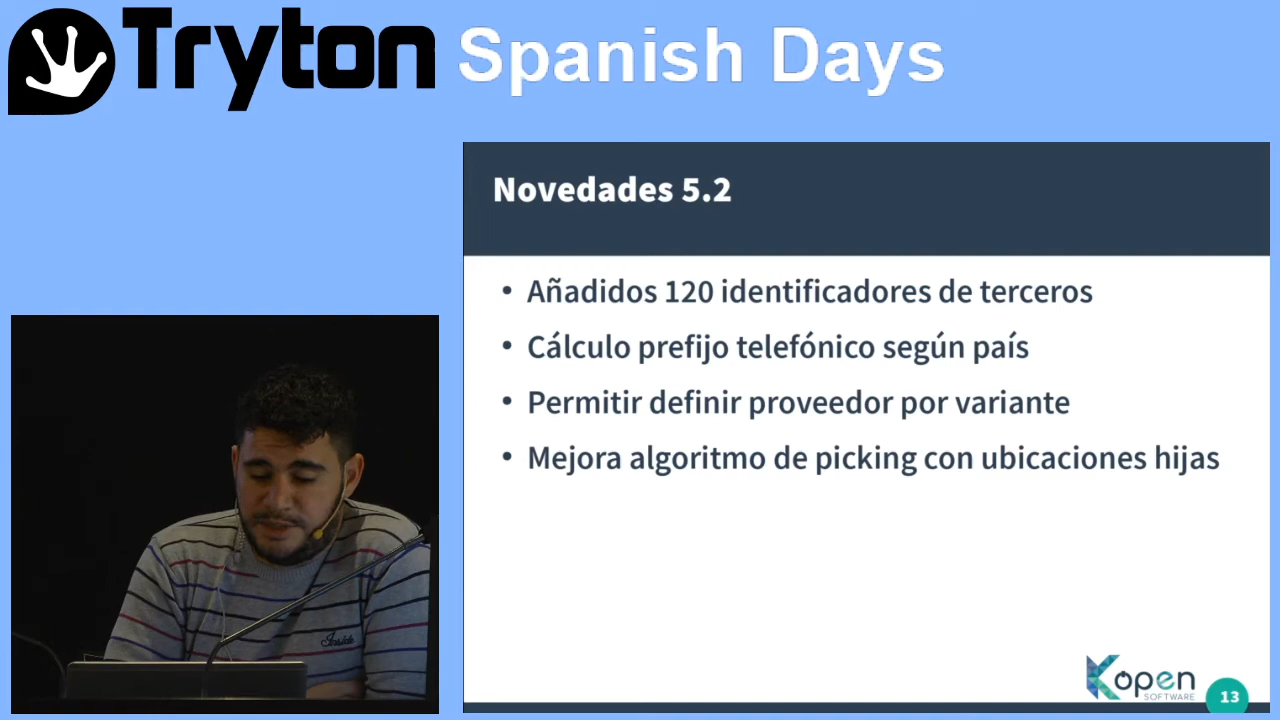 Tryton Spanish Days
Novedades 5.2
• Añadidos 120 identificadores de terceros
• Cálculo prefijo telefónico según país
• Permitir definir proveedor por variante
• Mejora algoritmo de picking con ubicaciones hijas
Inside
Kopen
SOFTWARE
13